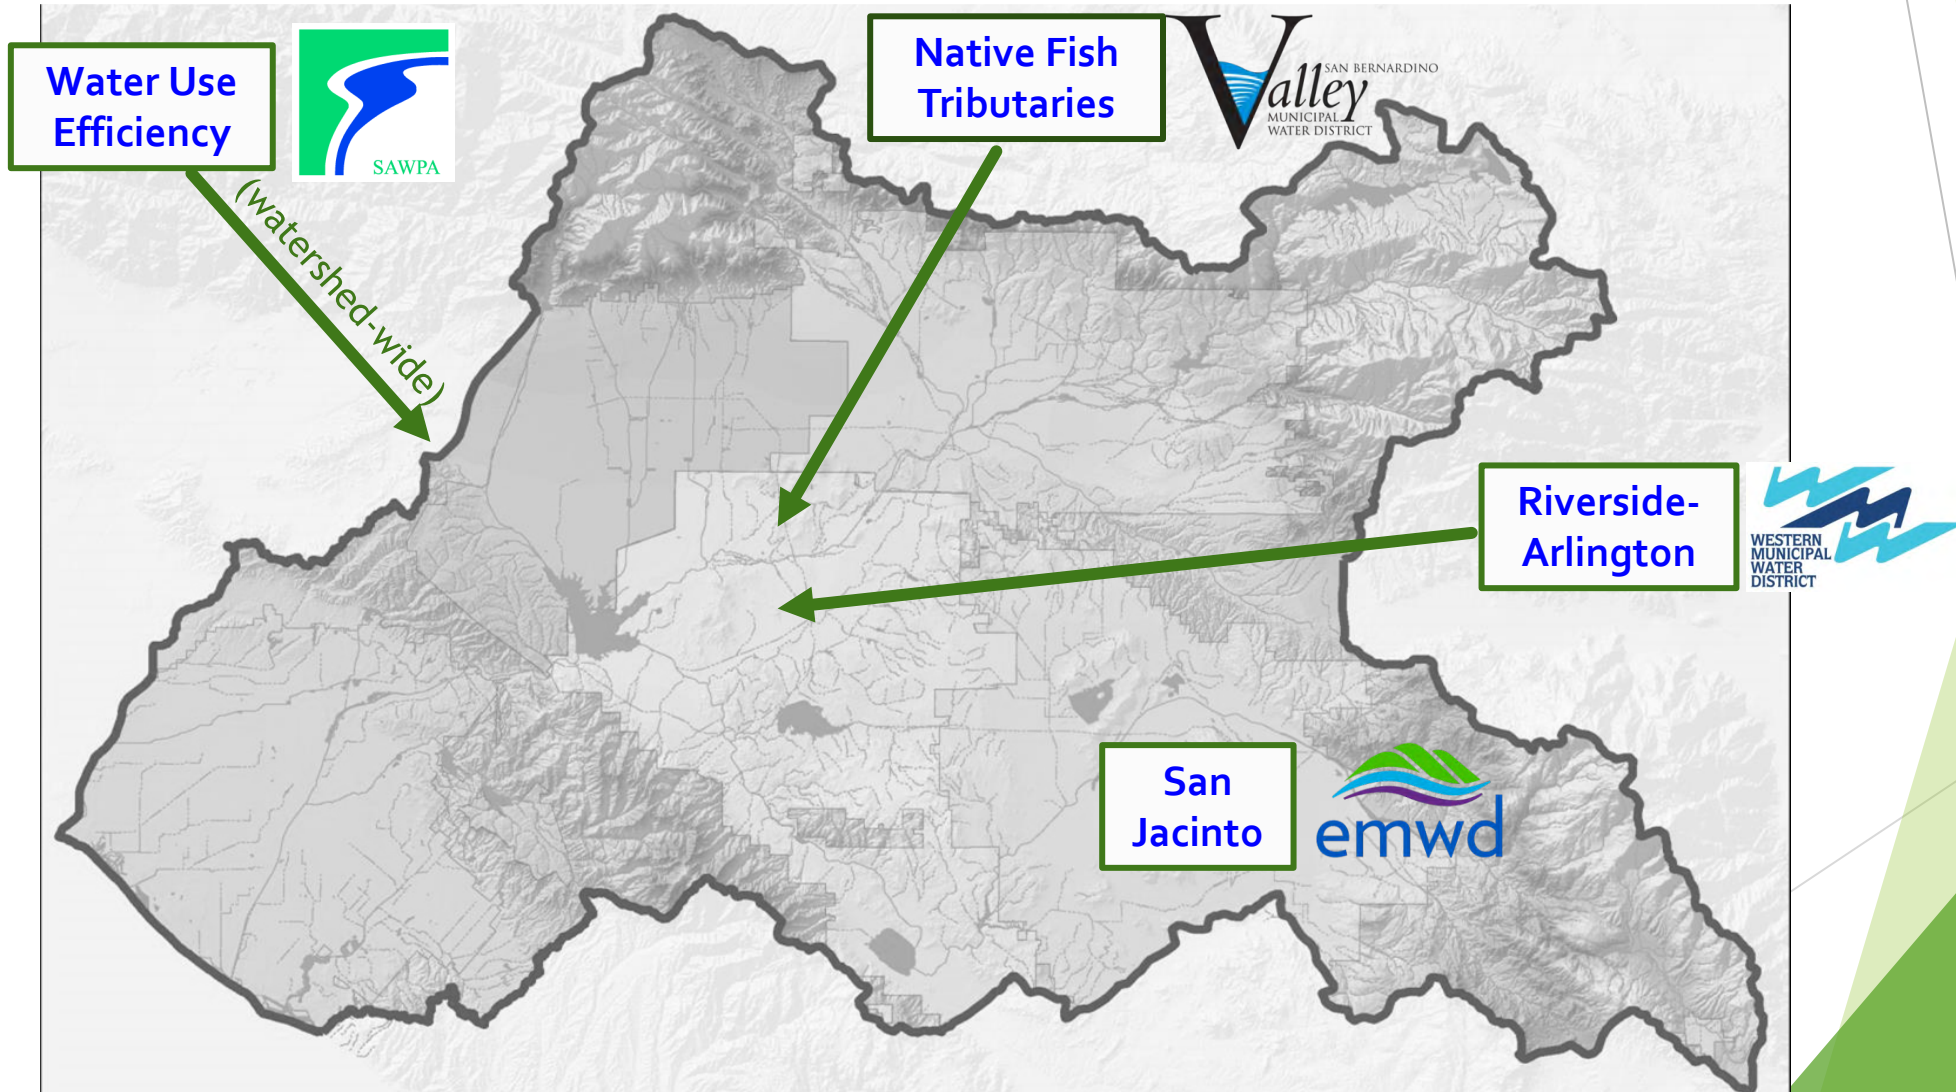 Water Use
Efficiency
SAWPA
(watershed-wide)
Native Fish
Tributaries
Valley
SAN BERNARDINO
MUNICIPAL
WATER DISTRICT
Riverside-
Arlington
WESTERN
MUNICIPAL
WATER
DISTRICT
San
Jacinto
emwd